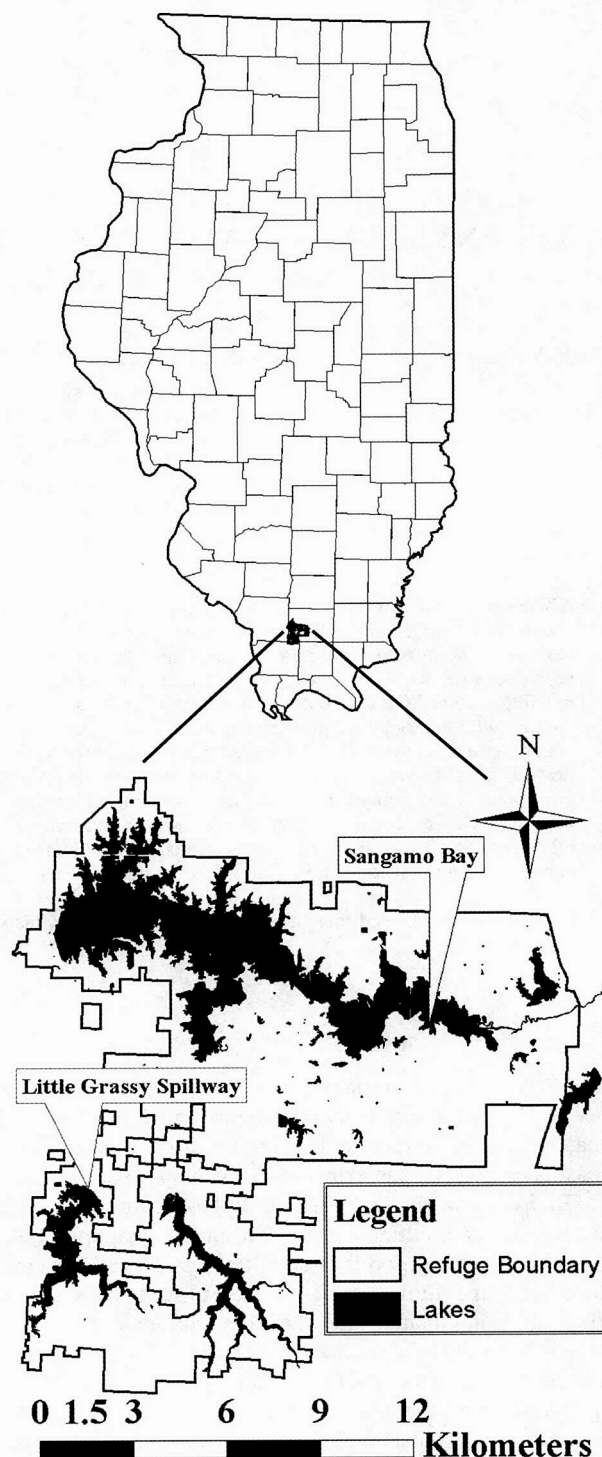 N
Sangamo Bay
Little Grassy Spillway
Legend
Refuge Boundary
Lakes
0 1.5 3 6 9 12
Kilometers